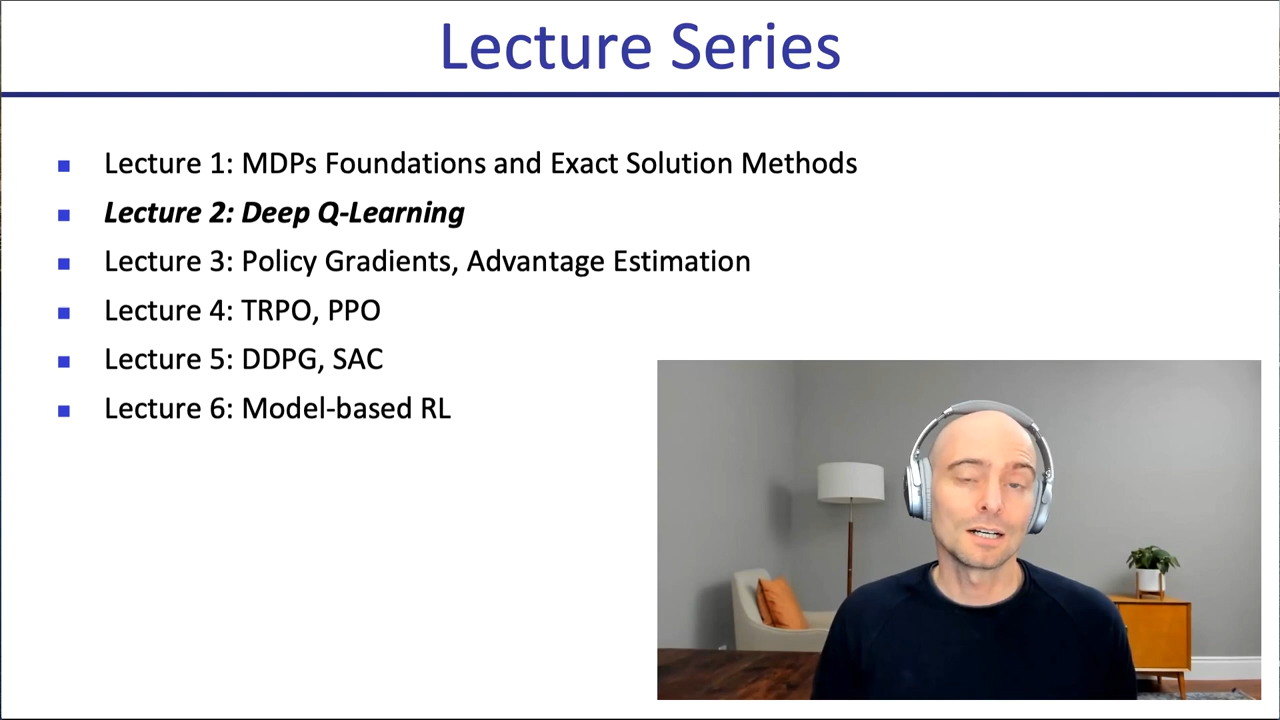 Lecture Series
Lecture 1: MDPs Foundations and Exact Solution Methods
Lecture 2: Deep Q-Learning
Lecture 3: Policy Gradients, Advantage Estimation
Lecture 4: TRPO, PPO
Lecture 5: DDPG, SAC
Lecture 6: Model-based RL